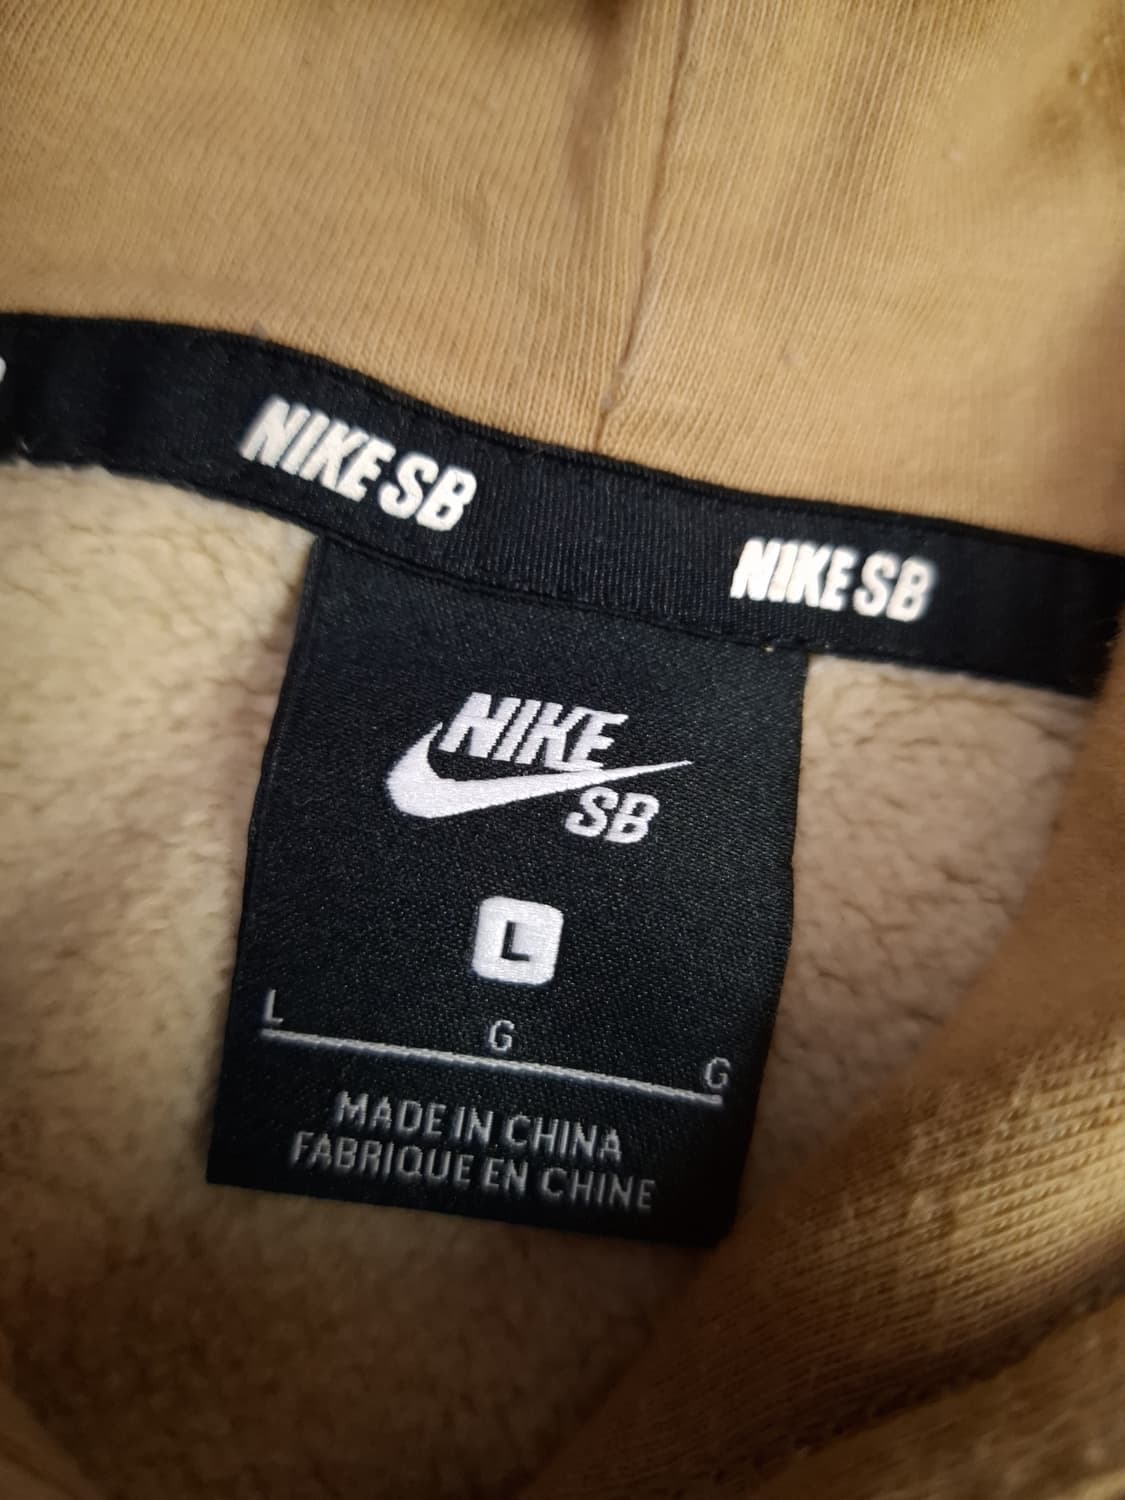 NIKE SB
NIKE SB
NIKE
SB
L
L G G
MADE IN CHINA
FABRIQUE EN CHINE